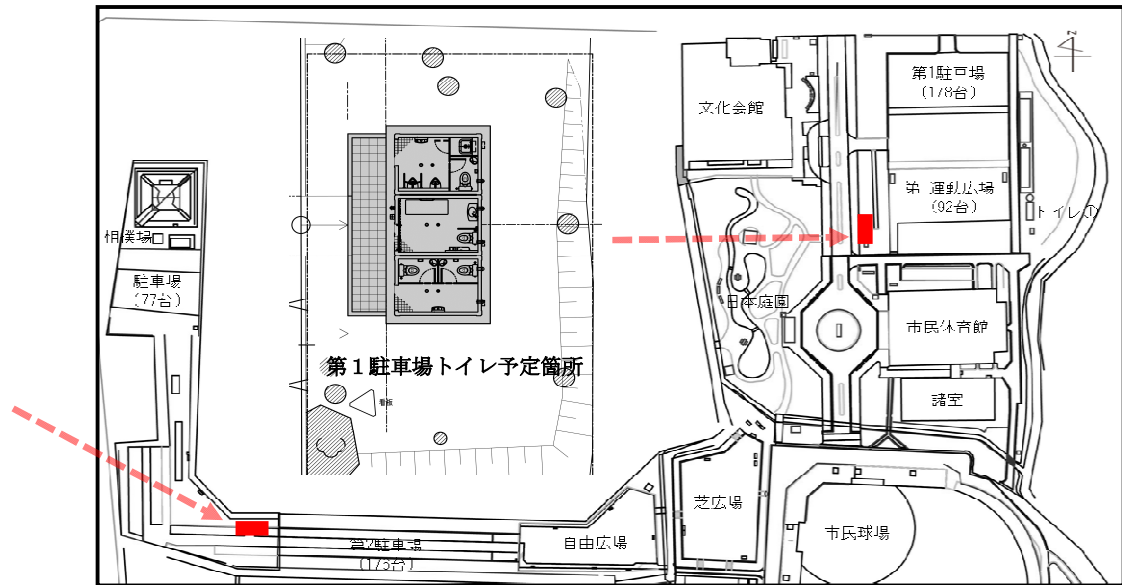 第1駐車場
(178台)
文化会館
第1運動広場
(92台)
トイレ①
相撲場
駐車場
(77台)
日本庭園
市民体育館
第１駐車場トイレ予定箇所
看板
諸室
芝広場
市民球場
自由広場
第2駐車場
(175台)